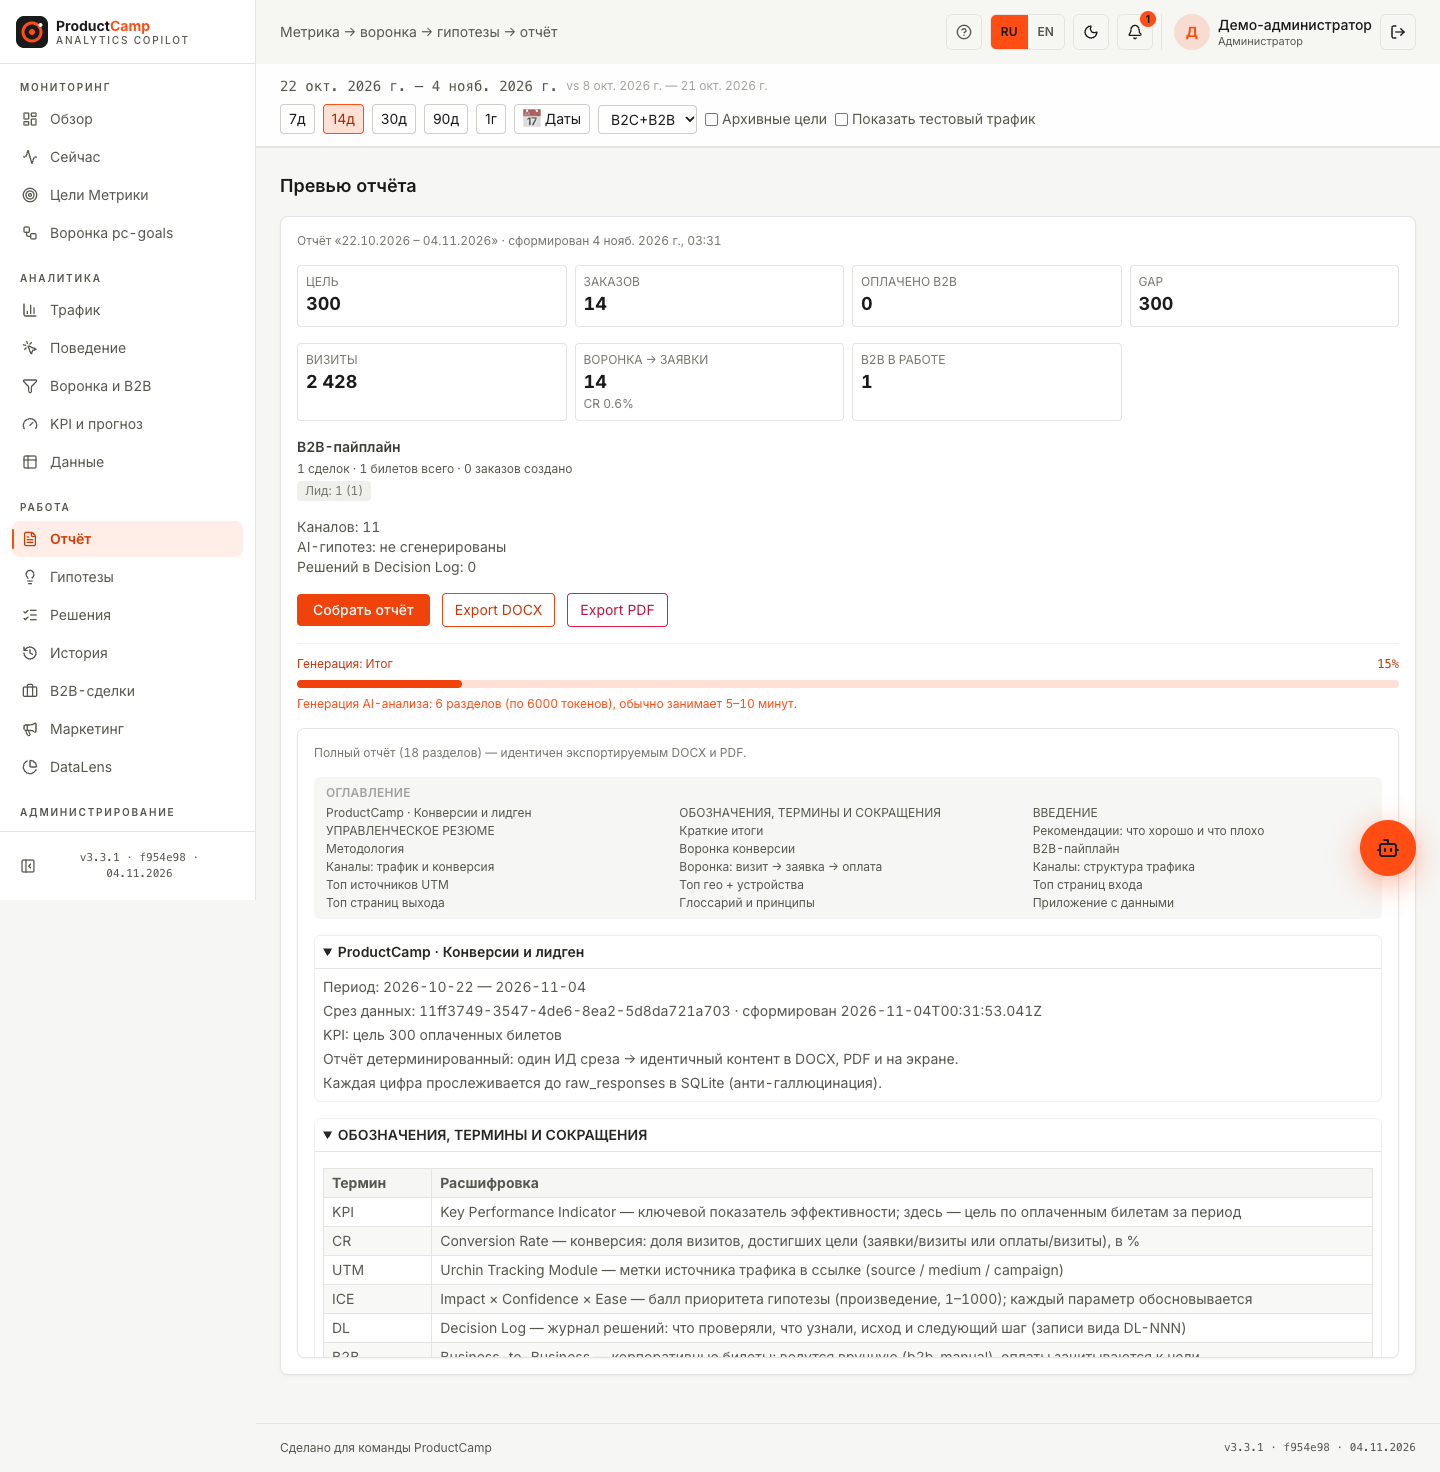 ProductCamp
ANALYTICS COPILOT
МОНИТОРИНГ
Обзор
Сейчас
Цели Метрики
Воронка pc-goals
АНАЛИТИКА
Трафик
Поведение
Воронка и B2B
KPI и прогноз
Данные
РАБОТА
Отчёт
Гипотезы
Решения
История
B2B-сделки
Маркетинг
DataLens
АДМИНИСТРИРОВАНИЕ
v3.3.1 · f954e98 ·
04.11.2026
Метрика → воронка → гипотезы → отчёт
RU EN
1
Д
Демо-администратор
Администратор
22 окт. 2026 г. — 4 нояб. 2026 г. vs 8 окт. 2026 г. — 21 окт. 2026 г.
7д 14д 30д 90д 1г 📅 Даты B2C+B2B Архивные цели Показать тестовый трафик
Превью отчёта
Отчёт «22.10.2026 – 04.11.2026» · сформирован 4 нояб. 2026 г., 03:31
ЦЕЛЬ
300
ЗАКАЗОВ
14
ОПЛАЧЕНО B2B
0
GAP
300
ВИЗИТЫ
2 428
ВОРОНКА → ЗАЯВКИ
14
CR 0.6%
B2B В РАБОТЕ
1
B2B-пайплайн
1 сделок · 1 билетов всего · 0 заказов создано
Лид: 1 (1)
Каналов: 11
AI-гипотез: не сгенерированы
Решений в Decision Log: 0
Собрать отчёт Export DOCX Export PDF
Генерация: Итог 15%
Генерация AI-анализа: 6 разделов (по 6000 токенов), обычно занимает 5–10 минут.
Полный отчёт (18 разделов) — идентичен экспортируемым DOCX и PDF.
ОГЛАВЛЕНИЕ
ProductCamp · Конверсии и лидген ОБОЗНАЧЕНИЯ, ТЕРМИНЫ И СОКРАЩЕНИЯ ВВЕДЕНИЕ
УПРАВЛЕНЧЕСКОЕ РЕЗЮМЕ Краткие итоги Рекомендации: что хорошо и что плохо
Методология Воронка конверсии B2B-пайплайн
Каналы: трафик и конверсия Воронка: визит → заявка → оплата Каналы: структура трафика
Топ источников UTM Топ гео + устройства Топ страниц входа
Топ страниц выхода Глоссарий и принципы Приложение с данными
▼ ProductCamp · Конверсии и лидген
Период: 2026-10-22 — 2026-11-04
Срез данных: 11ff3749-3547-4de6-8ea2-5d8da721a703 · сформирован 2026-11-04T00:31:53.041Z
KPI: цель 300 оплаченных билетов
Отчёт детерминированный: один ИД среза → идентичный контент в DOCX, PDF и на экране.
Каждая цифра прослеживается до raw_responses в SQLite (анти-галлюцинация).
▼ ОБОЗНАЧЕНИЯ, ТЕРМИНЫ И СОКРАЩЕНИЯ
Термин Расшифровка
KPI Key Performance Indicator — ключевой показатель эффективности; здесь — цель по оплаченным билетам за период
CR Conversion Rate — конверсия: доля визитов, достигших цели (заявки/визиты или оплаты/визиты), в %
UTM Urchin Tracking Module — метки источника трафика в ссылке (source / medium / campaign)
ICE Impact × Confidence × Ease — балл приоритета гипотезы (произведение, 1–1000); каждый параметр обосновывается
DL Decision Log — журнал решений: что проверяли, что узнали, исход и следующий шаг (записи вида DL-NNN)
B2B Business-to-Business — корпоративные билеты; ведутся вручную (b2b_manual), оплаты зачитываются к цели
Сделано для команды ProductCamp
v3.3.1 · f954e98 · 04.11.2026